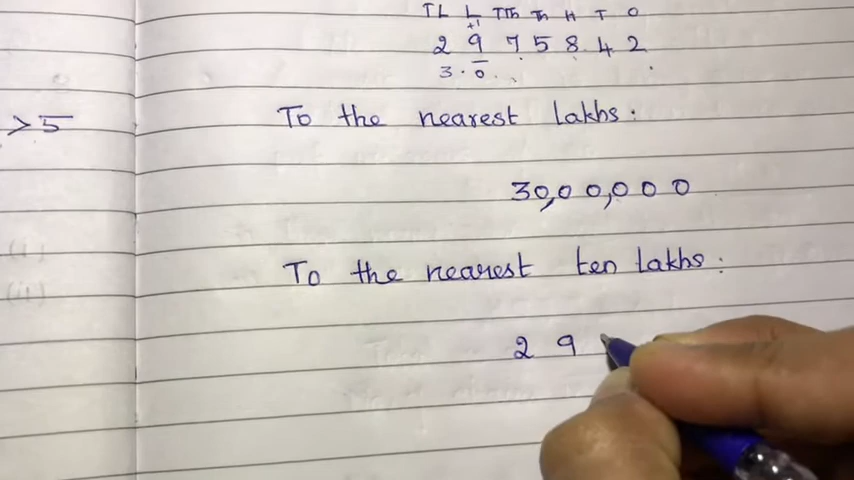 TL L TTh Th H T O
+1
2 9 7 5 8 4 2
3 0
> 5
To the nearest lakhs:
30,00,000
To the nearest ten lakhs:
2 9